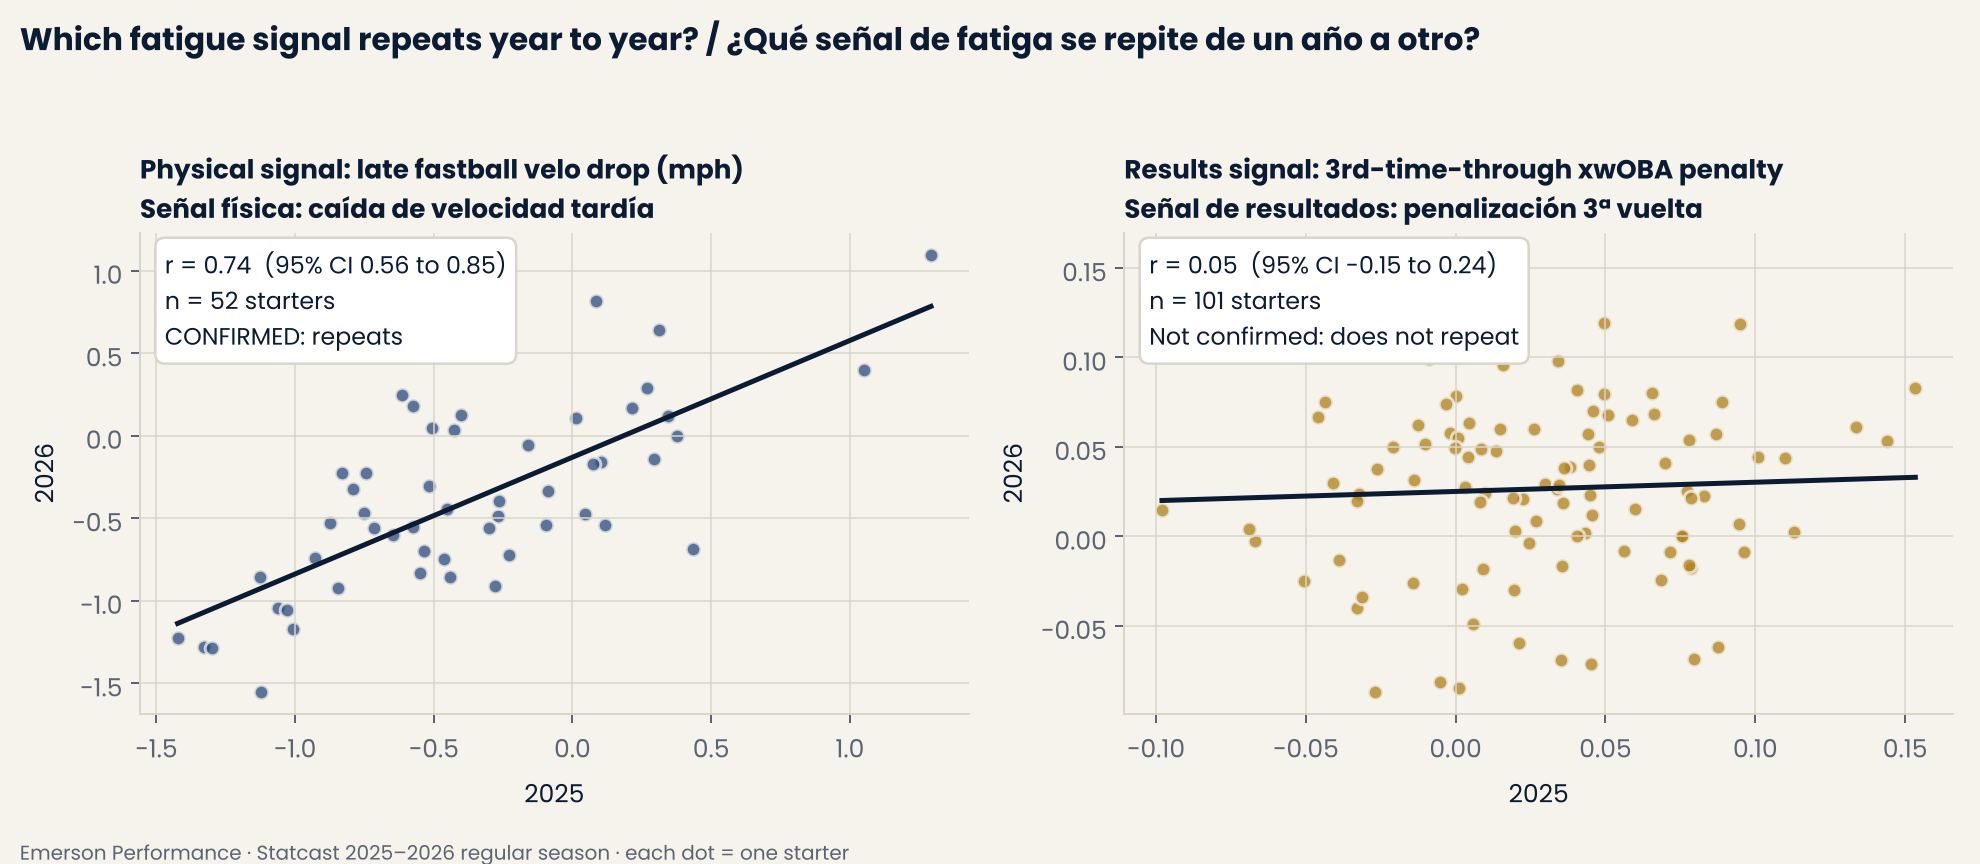 Which fatigue signal repeats year to year? / ¿Qué señal de fatiga se repite de un año a otro?
Physical signal: late fastball velo drop (mph)
Señal física: caída de velocidad tardía
r = 0.74 (95% CI 0.56 to 0.85)
n = 52 starters
CONFIRMED: repeats
1.0
0.5
0.0
−0.5
−1.0
−1.5
2026
−1.5
−1.0
−0.5
0.0
0.5
1.0
2025
Results signal: 3rd-time-through xwOBA penalty
Señal de resultados: penalización 3ª vuelta
r = 0.05 (95% CI -0.15 to 0.24)
n = 101 starters
Not confirmed: does not repeat
0.15
0.10
0.05
0.00
−0.05
2026
−0.10
−0.05
0.00
0.05
0.10
0.15
2025
Emerson Performance · Statcast 2025–2026 regular season · each dot = one starter